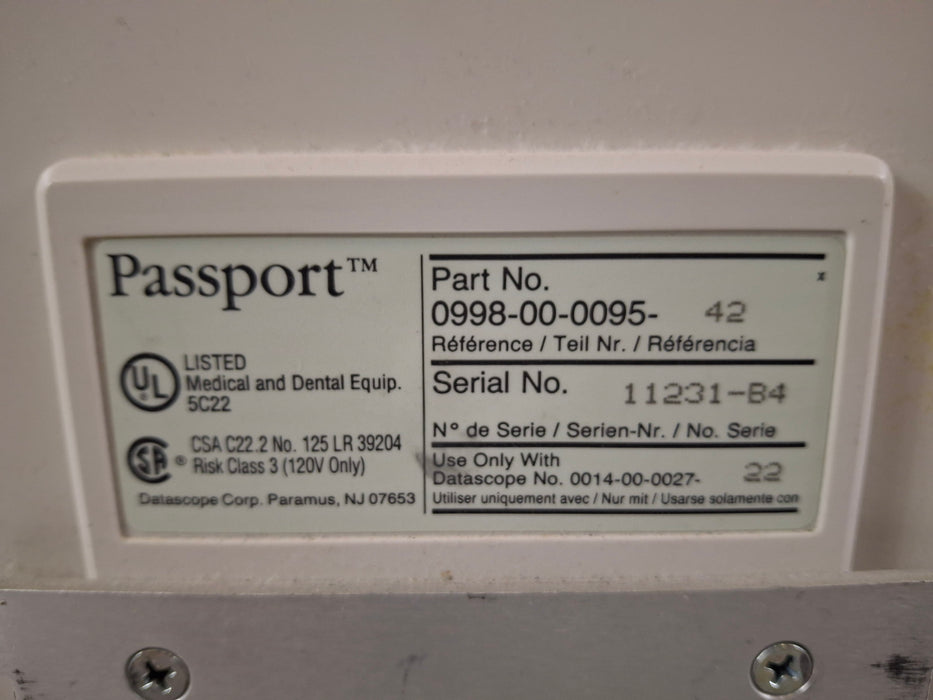 Passport™
UL
LISTED
Medical and Dental Equip.
5C22
SA ® CSA C22.2 No. 125 LR 39204
Risk Class 3 (120V Only)
Datascope Corp. Paramus, NJ 07653
Part No.
0998-00-0095- 42
Référence / Teil Nr. / Référencia
Serial No. 11231-B4
N° de Serie / Serien-Nr. / No. Serie
Use Only With
Datascope No. 0014-00-0027- 22
Utiliser uniquement avec / Nur mit / Usarse solamente con